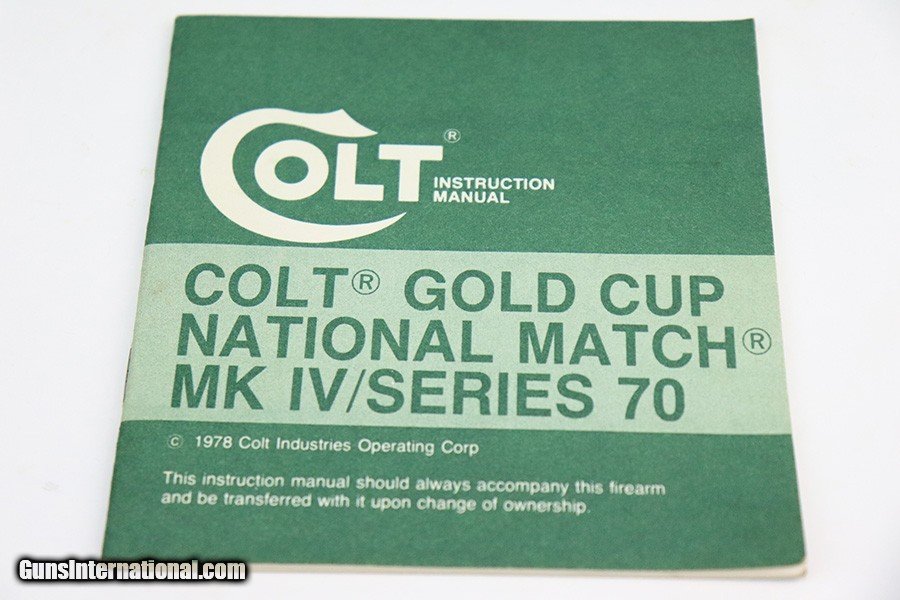 COLT®
INSTRUCTION
MANUAL
COLT® GOLD CUP
NATIONAL MATCH®
MK IV/SERIES 70
© 1978 Colt Industries Operating Corp
This instruction manual should always accompany this firearm
and be transferred with it upon change of ownership.
GunsInternational.com